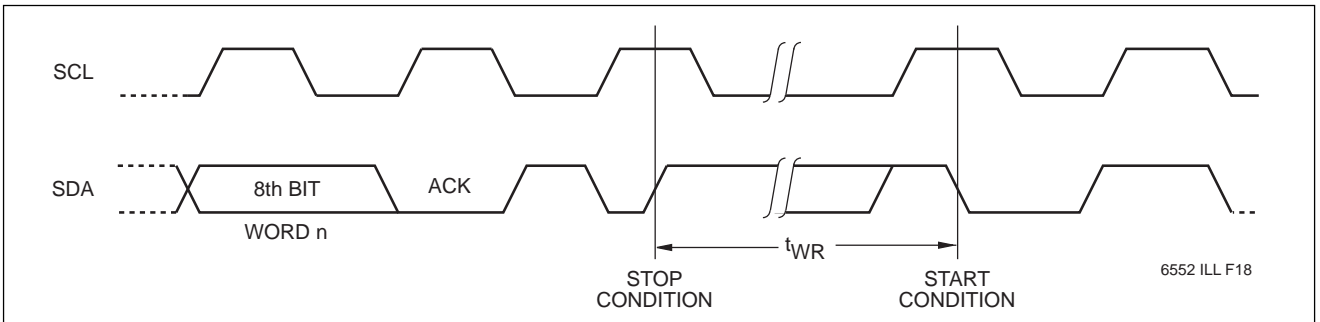 SCL
SDA
8th BIT
ACK
WORD n
tWR
STOP
CONDITION
START
CONDITION
6552 ILL F18